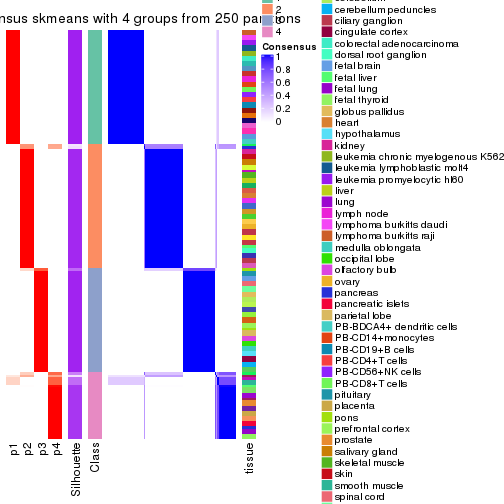 nsus skmeans with 4 groups from 250 partitions
2
4
Consensus
1
0.8
0.6
0.4
0.2
0
p1
p2
p3
p4
Silhouette
Class
tissue
cerebellum peduncles
ciliary ganglion
cingulate cortex
colorectal adenocarcinoma
dorsal root ganglion
fetal brain
fetal liver
fetal lung
fetal thyroid
globus pallidus
heart
hypothalamus
kidney
leukemia chronic myelogenous K562
leukemia lymphoblastic molt4
leukemia promyelocytic hl60
liver
lung
lymph node
lymphoma burkitts daudi
lymphoma burkitts raji
medulla oblongata
occipital lobe
olfactory bulb
ovary
pancreas
pancreatic islets
parietal lobe
PB-BDCA4+ dendritic cells
PB-CD14+monocytes
PB-CD19+B cells
PB-CD4+T cells
PB-CD56+NK cells
PB-CD8+T cells
pituitary
placenta
pons
prefrontal cortex
prostate
salivary gland
skeletal muscle
skin
smooth muscle
spinal cord